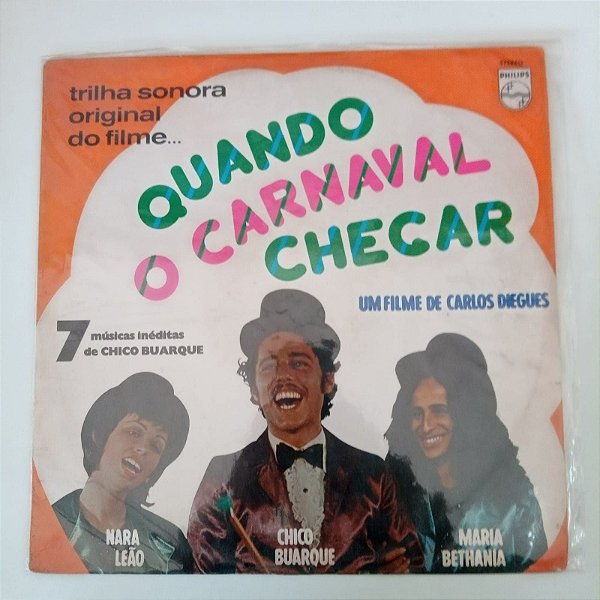 trilha sonora
original
do filme...
STEREO
PHILIPS
QUANDO
O CARNAVAL
CHEGAR
UM FILME DE CARLOS DIEGUES
7 músicas inéditas
de CHICO BUARQUE
NARA
LEÃO
CHICO
BUARQUE
MARIA
BETHANIA